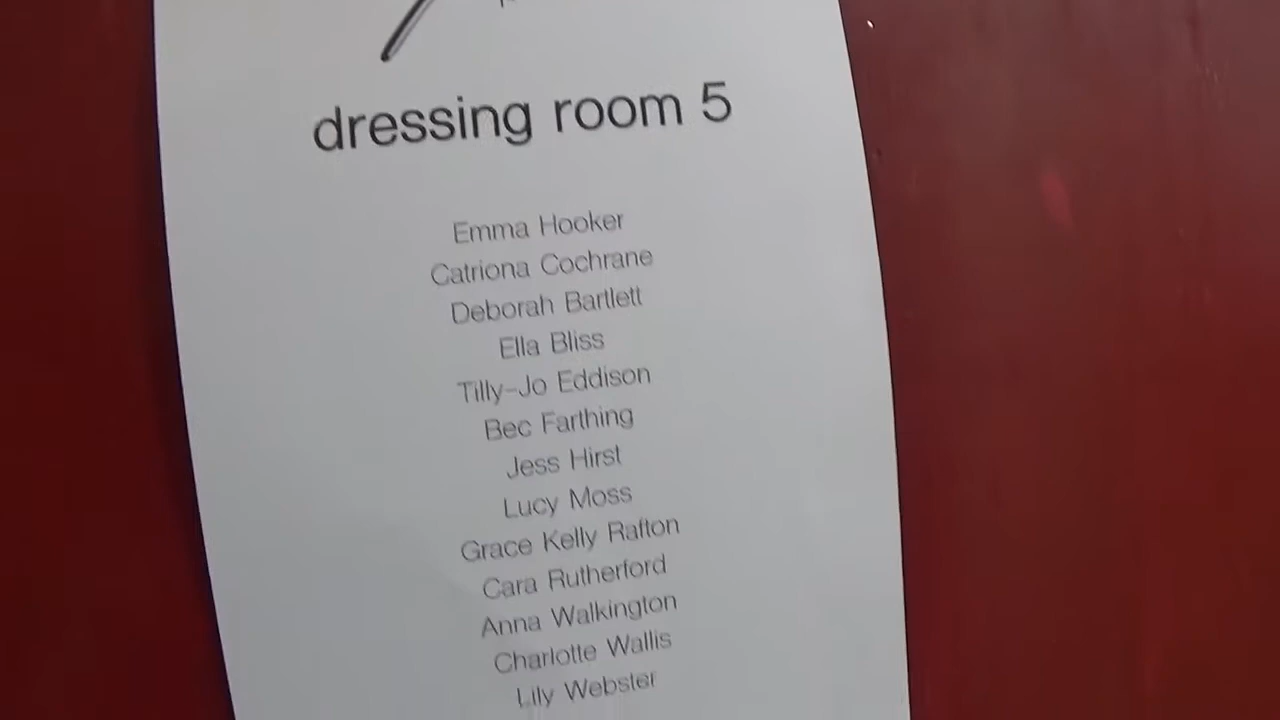 dressing room 5
Emma Hooker
Catriona Cochrane
Deborah Bartlett
Ella Bliss
Tilly-Jo Eddison
Bec Farthing
Jess Hirst
Lucy Moss
Grace Kelly Rafton
Cara Rutherford
Anna Walkington
Charlotte Wallis
Lily Webster